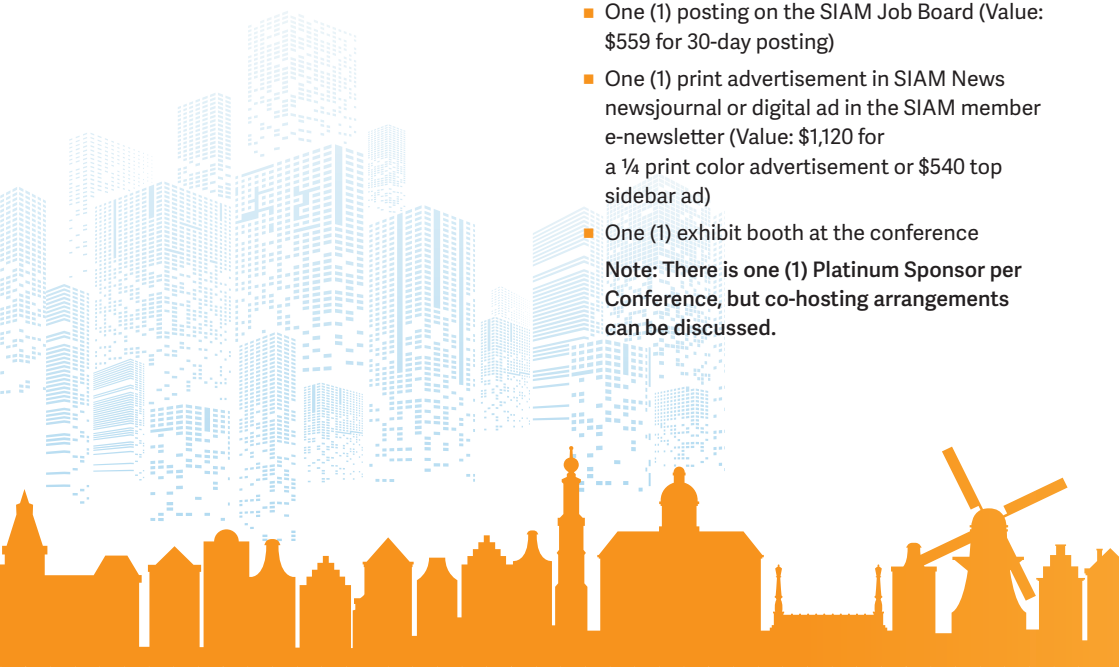 ■ One (1) posting on the SIAM Job Board (Value:
$559 for 30-day posting)
■ One (1) print advertisement in SIAM News
newsjournal or digital ad in the SIAM member
e-newsletter (Value: $1,120 for
a ¼ print color advertisement or $540 top
sidebar ad)
■ One (1) exhibit booth at the conference
Note: There is one (1) Platinum Sponsor per
Conference, but co-hosting arrangements
can be discussed.